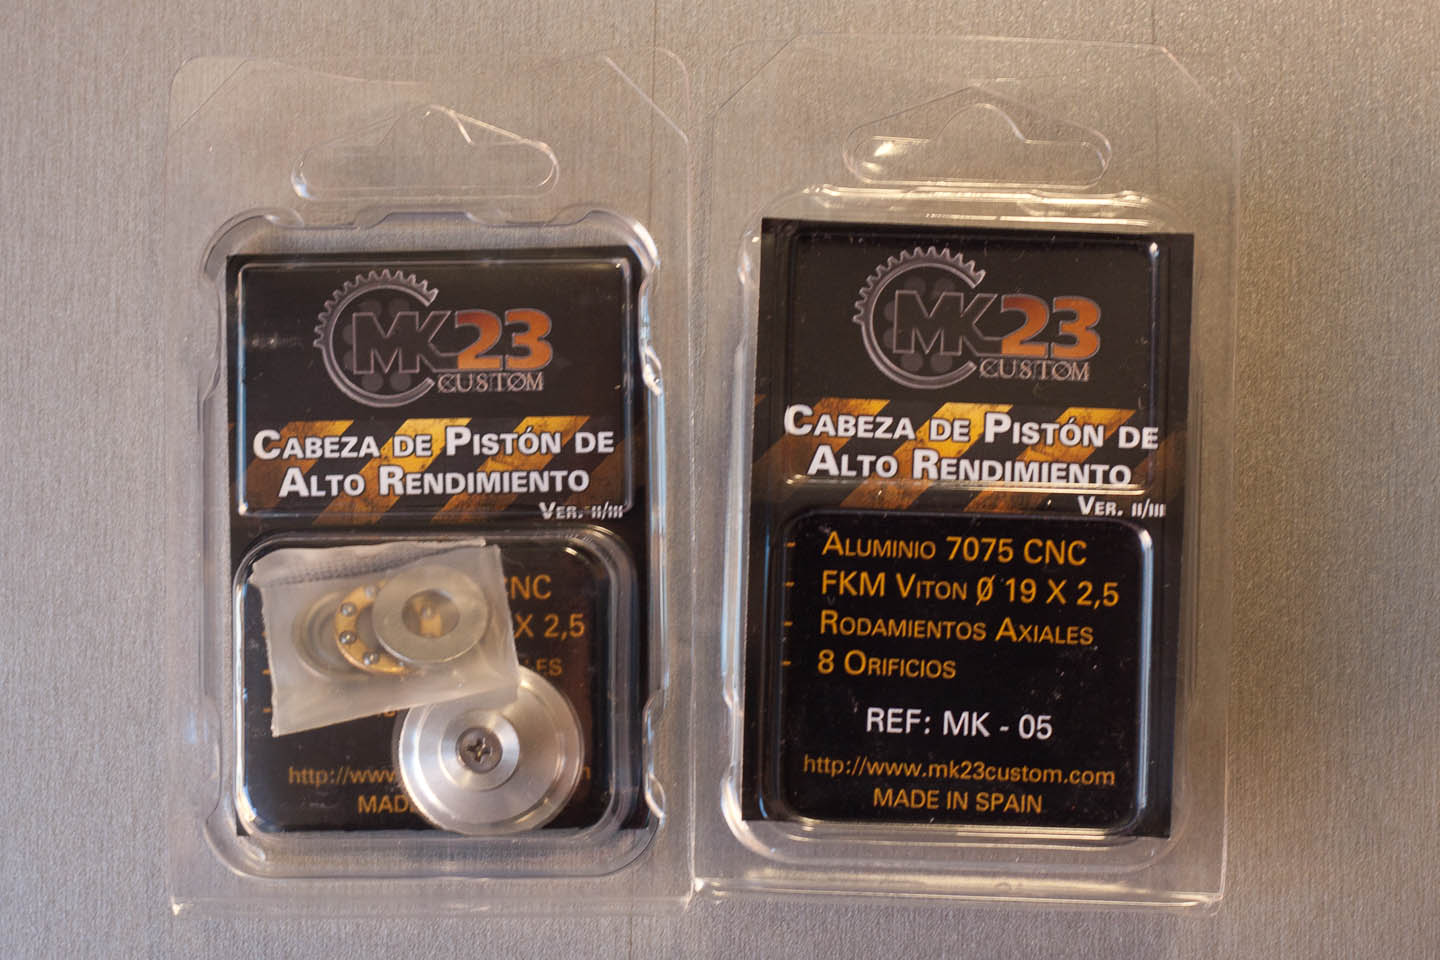 MK23
CUSTOM
CABEZA DE PISTÓN DE
ALTO RENDIMIENTO
VER. II/III
CNC
X 2,5
http://www
MADE
MK23
CUSTOM
CABEZA DE PISTÓN DE
ALTO RENDIMIENTO
VER. II/III
- ALUMINIO 7075 CNC
- FKM VITON Ø 19 X 2,5
- RODAMIENTOS AXIALES
- 8 ORIFICIOS
REF: MK - 05
http://www.mk23custom.com
MADE IN SPAIN